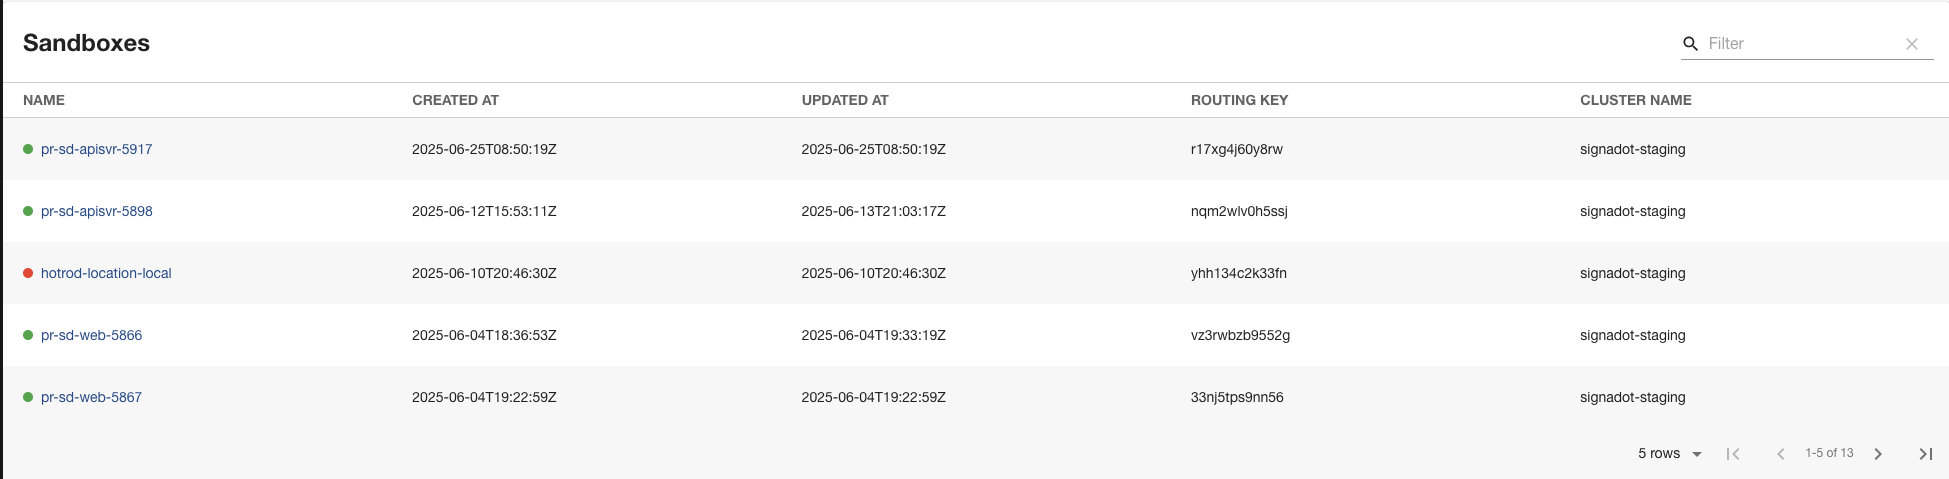 Sandboxes
Filter
NAME CREATED AT UPDATED AT ROUTING KEY CLUSTER NAME
pr-sd-apisvr-5917 2025-06-25T08:50:19Z 2025-06-25T08:50:19Z r17xg4j60y8rw signadot-staging
pr-sd-apisvr-5898 2025-06-12T15:53:11Z 2025-06-13T21:03:17Z nqm2wlv0h5ssj signadot-staging
hotrod-location-local 2025-06-10T20:46:30Z 2025-06-10T20:46:30Z yhh134c2k33fn signadot-staging
pr-sd-web-5866 2025-06-04T18:36:53Z 2025-06-04T19:33:19Z vz3rwbzb9552g signadot-staging
pr-sd-web-5867 2025-06-04T19:22:59Z 2025-06-04T19:22:59Z 33nj5tps9nn56 signadot-staging
5 rows 1-5 of 13